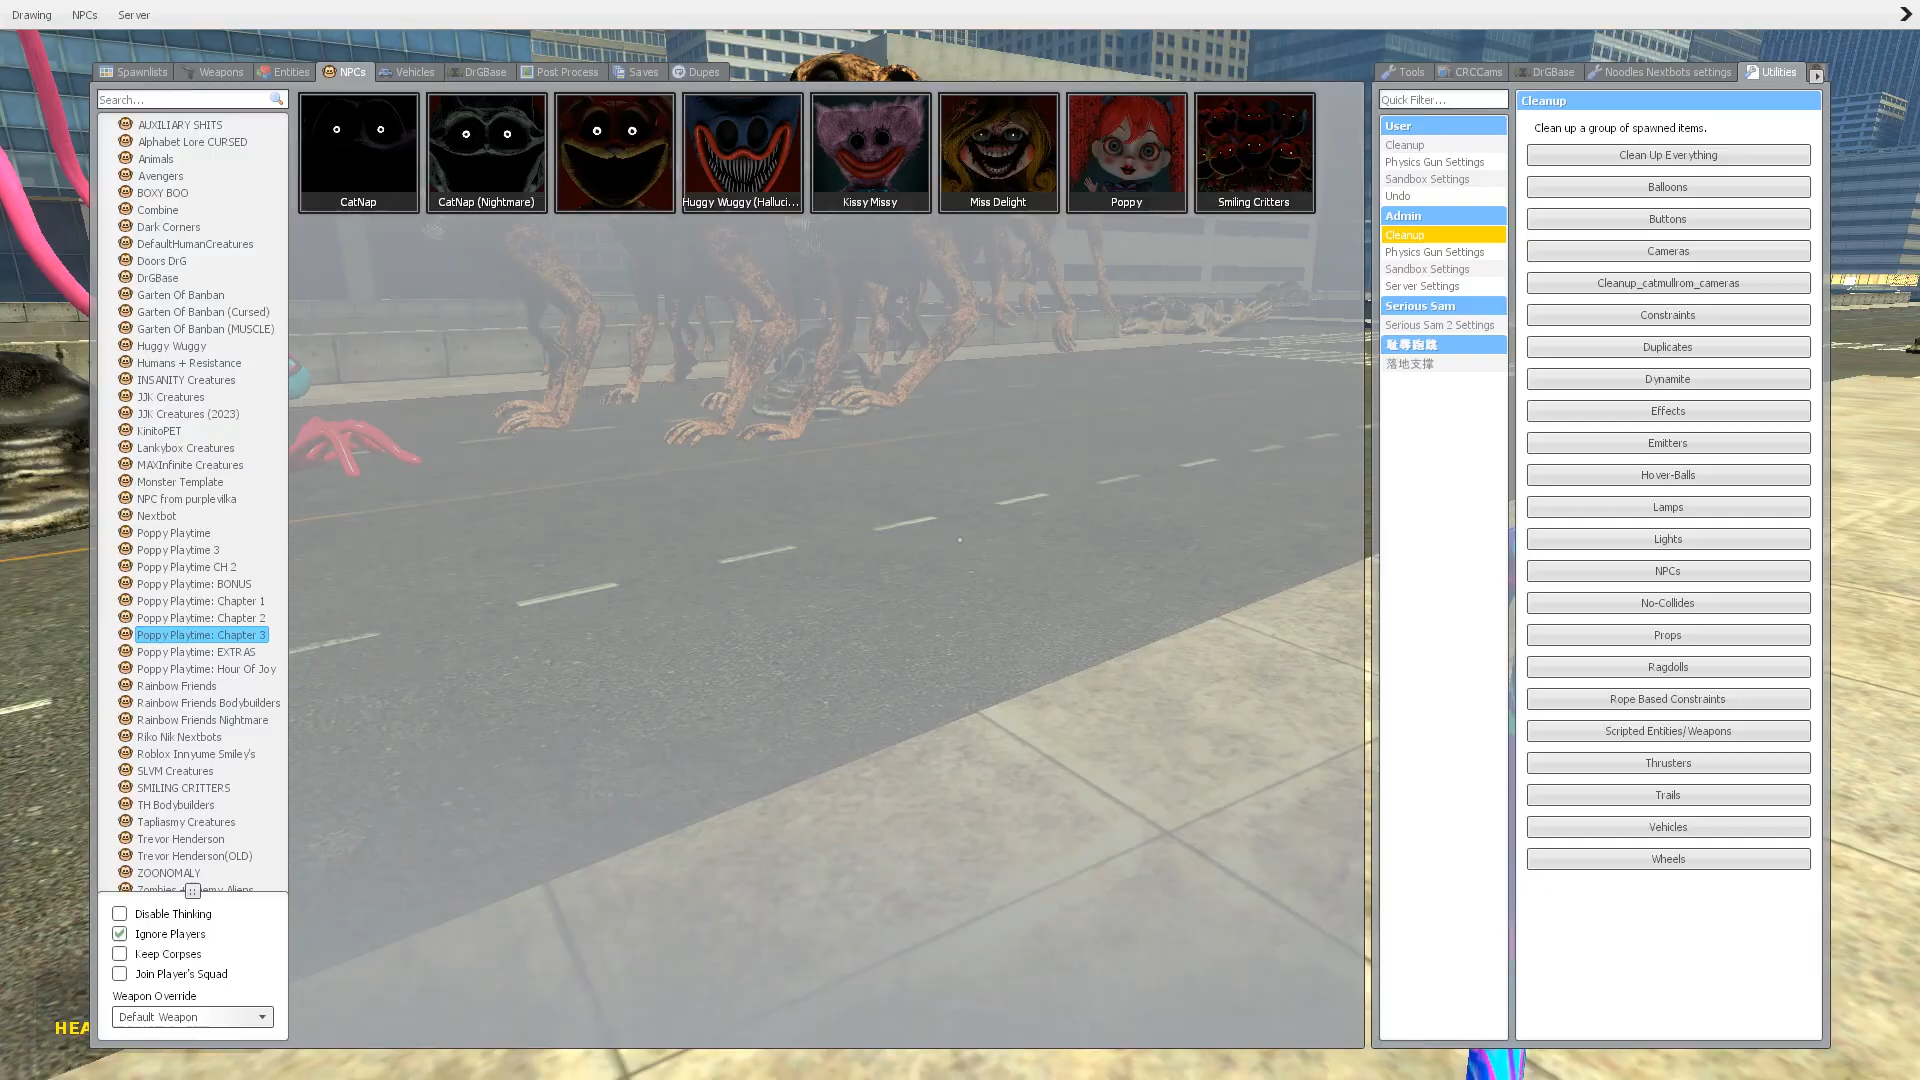 Drawing NPCs Server
Spawnlists Weapons Entities NPCs Vehicles DrGBase Post Process Saves Dupes
Search...
AUXILIARY SHITS
Alphabet Lore CURSED
Animals
Avengers
BOXY BOO
Combine
Dark Corners
DefaultHumanCreatures
Doors DrG
DrGBase
Garten Of Banban
Garten Of Banban (Cursed)
Garten Of Banban (MUSCLE)
Huggy Wuggy
Humans + Resistance
INSANITY Creatures
JJK Creatures
JJK Creatures (2023)
KinitoPET
Lankybox Creatures
MAXInfinite Creatures
Monster Template
NPC from purplevilka
Nextbot
Poppy Playtime
Poppy Playtime 3
Poppy Playtime CH 2
Poppy Playtime: BONUS
Poppy Playtime: Chapter 1
Poppy Playtime: Chapter 2
Poppy Playtime: Chapter 3
Poppy Playtime: EXTRAS
Poppy Playtime: Hour Of Joy
Rainbow Friends
Rainbow Friends Bodybuilders
Rainbow Friends Nightmare
Riko Nik Nextbots
Roblox Innyume Smiley's
SLVM Creatures
SMILING CRITTERS
TH Bodybuilders
Tapliasmy Creatures
Trevor Henderson
Trevor Henderson(OLD)
ZOONOMALY
Zombies Aliens
Disable Thinking
Ignore Players
Keep Corpses
Join Player's Squad
Weapon Override
Default Weapon
HEA
CatNap
CatNap (Nightmare)
Huggy Wuggy (Halluci...
Kissy Missy
Miss Delight
Poppy
Smiling Critters
Tools CRCCams DrGBase Noodles Nextbots settings Utilities
Quick Filter...
User
Cleanup
Physics Gun Settings
Sandbox Settings
Undo
Admin
Cleanup
Physics Gun Settings
Sandbox Settings
Server Settings
Serious Sam
Serious Sam 2 Settings
耻辱跑跳
落地支撑
Cleanup
Clean up a group of spawned items.
Clean Up Everything
Balloons
Buttons
Cameras
Cleanup_catmullrom_cameras
Constraints
Duplicates
Dynamite
Effects
Emitters
Hover-Balls
Lamps
Lights
NPCs
No-Collides
Props
Ragdolls
Rope Based Constraints
Scripted Entities/Weapons
Thrusters
Trails
Vehicles
Wheels